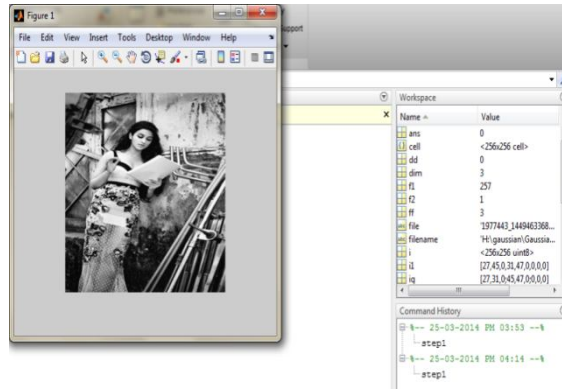 Figure 1
File Edit View Insert Tools Desktop Window Help
Support
Workspace
Name Value
ans 0
cell <256x256 cell>
dd 0
dim 3
f1 257
f2 1
ff 3
file '1977443_1449463368...
filename 'H:\gaussian\Gaussia...
i <256x256 uint8>
i1 [27,45,0,31,47,0,0,0,0]
iq [27,31,0;45,47,0;0,0,0]
Command History
%-- 25-03-2014 PM 03:53 --%
step1
%-- 25-03-2014 PM 04:14 --%
step1